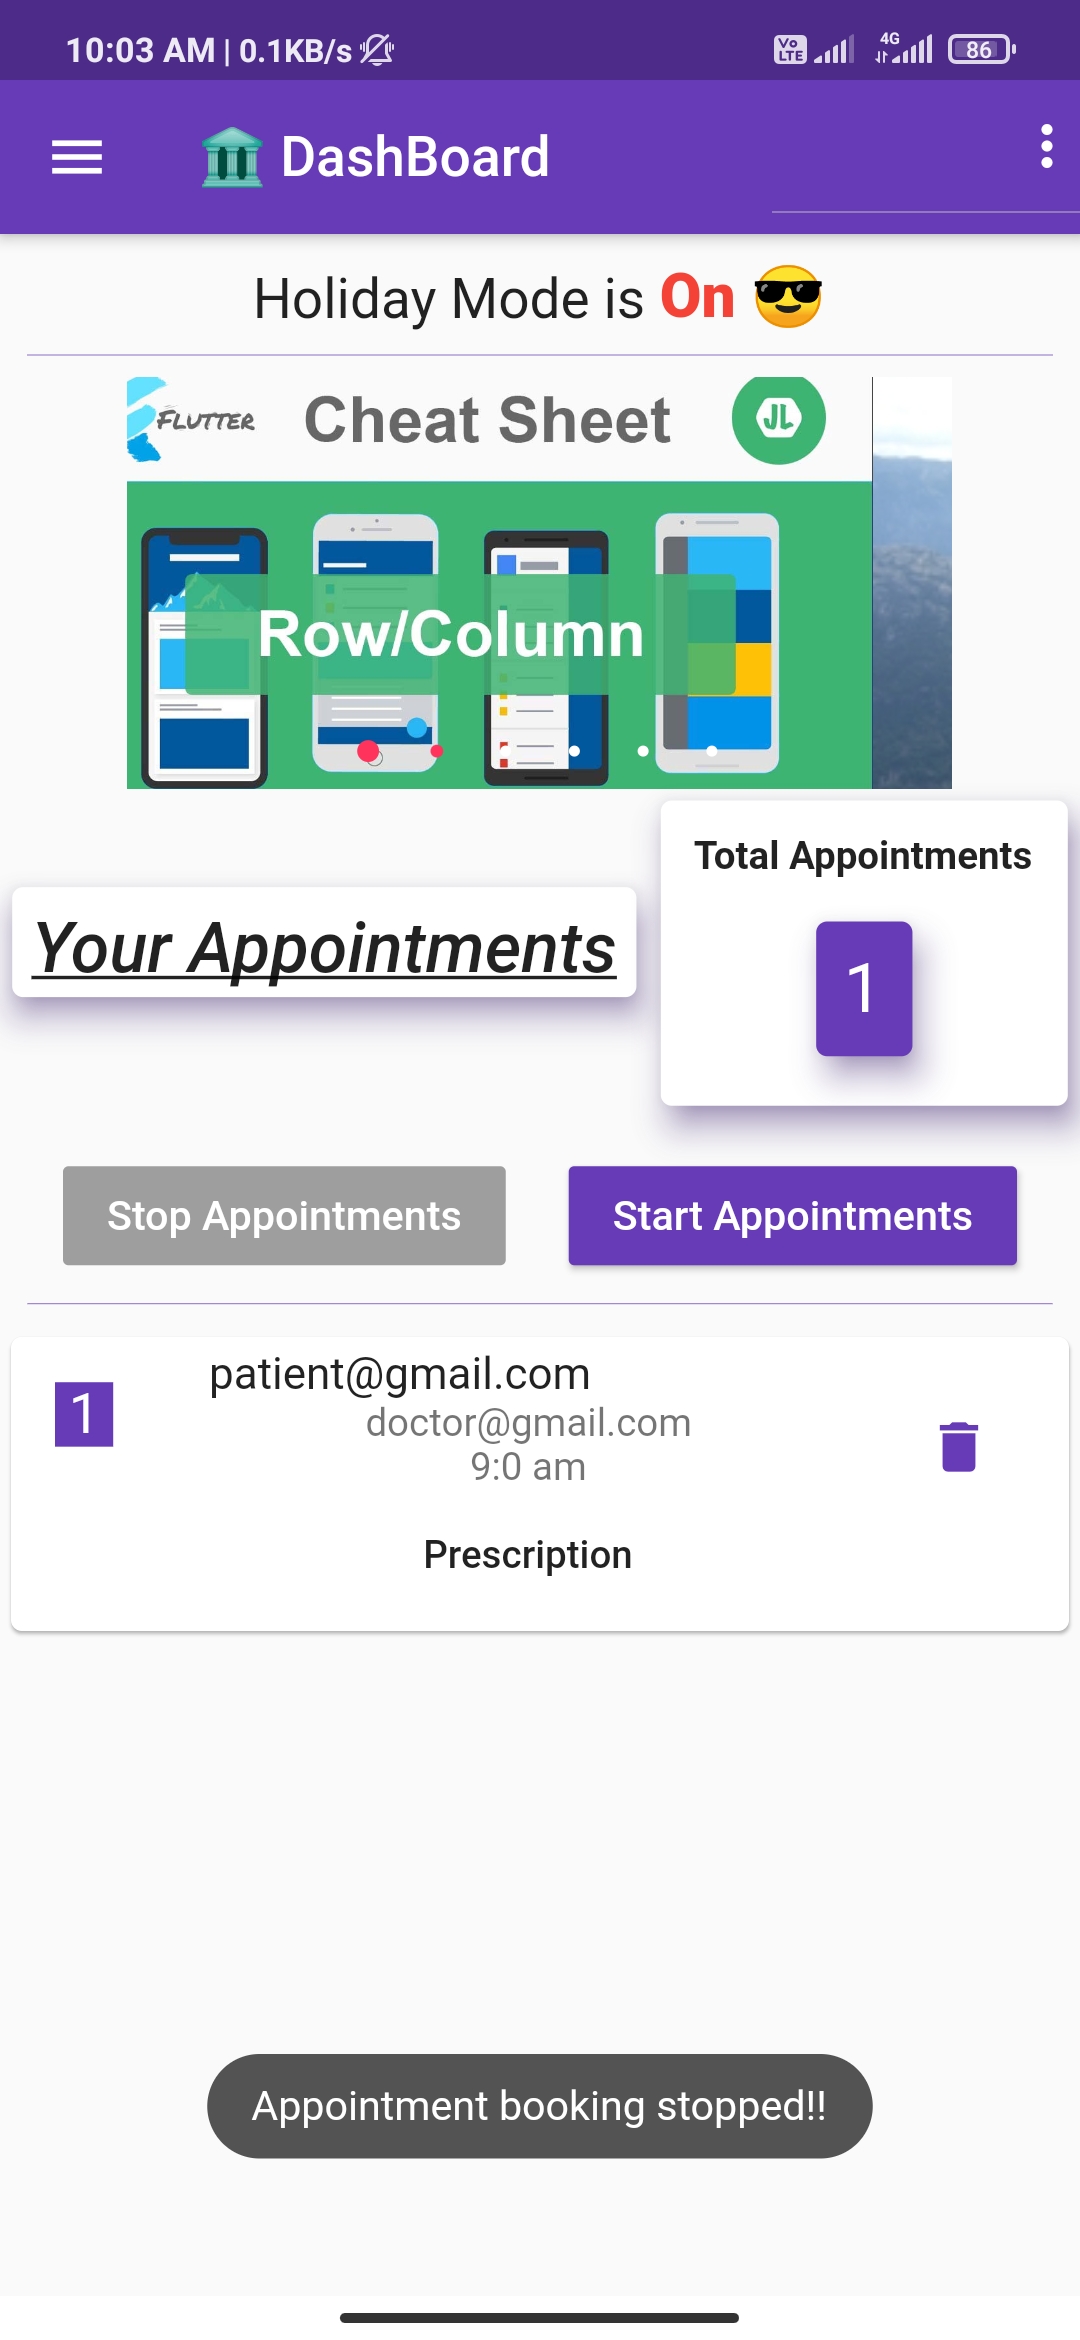 10:03 AM | 0.1KB/s
Vo LTE 4G 86
DashBoard
Holiday Mode is On 😎
FLUTTER Cheat Sheet JL
Row/Column
Total Appointments
Your Appointments
1
Stop Appointments Start Appointments
1 patient@gmail.com
doctor@gmail.com
9:0 am
Prescription
Appointment booking stopped!!